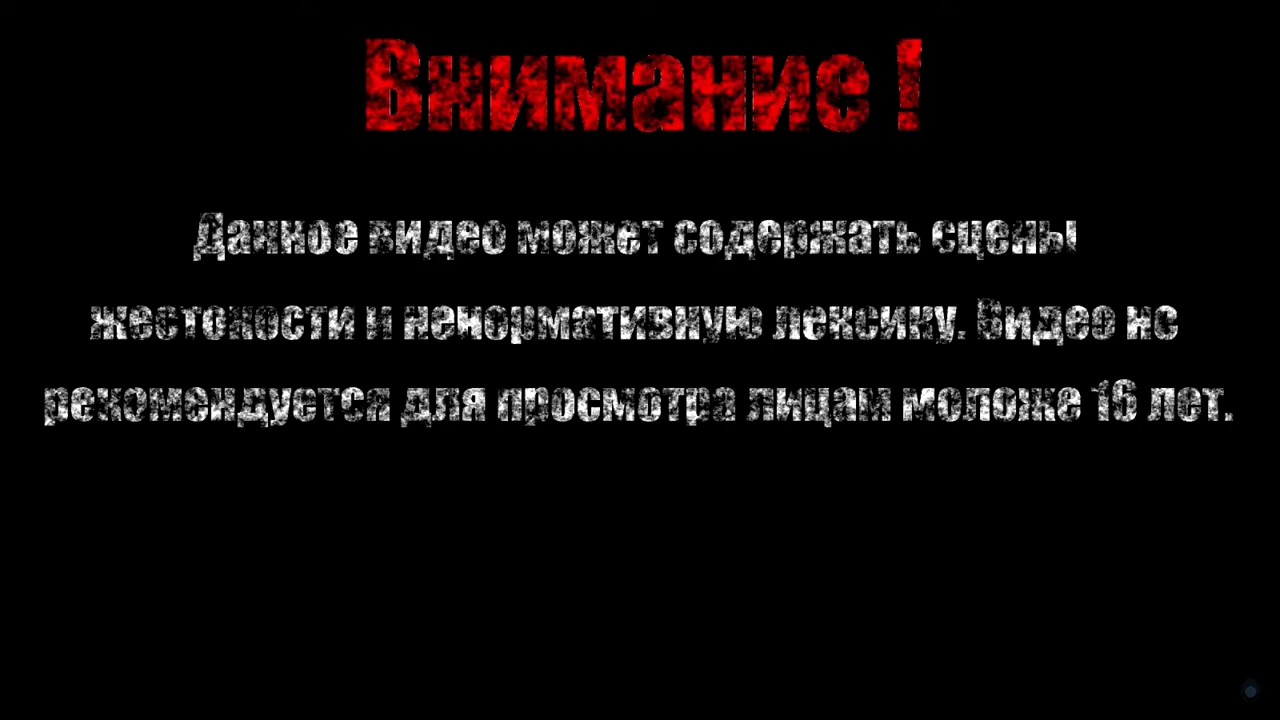 Внимание !
Данное видео может содержать сцены
жестокости и ненормативную лексику. Видео не
рекомендуется для просмотра лицам моложе 16 лет.